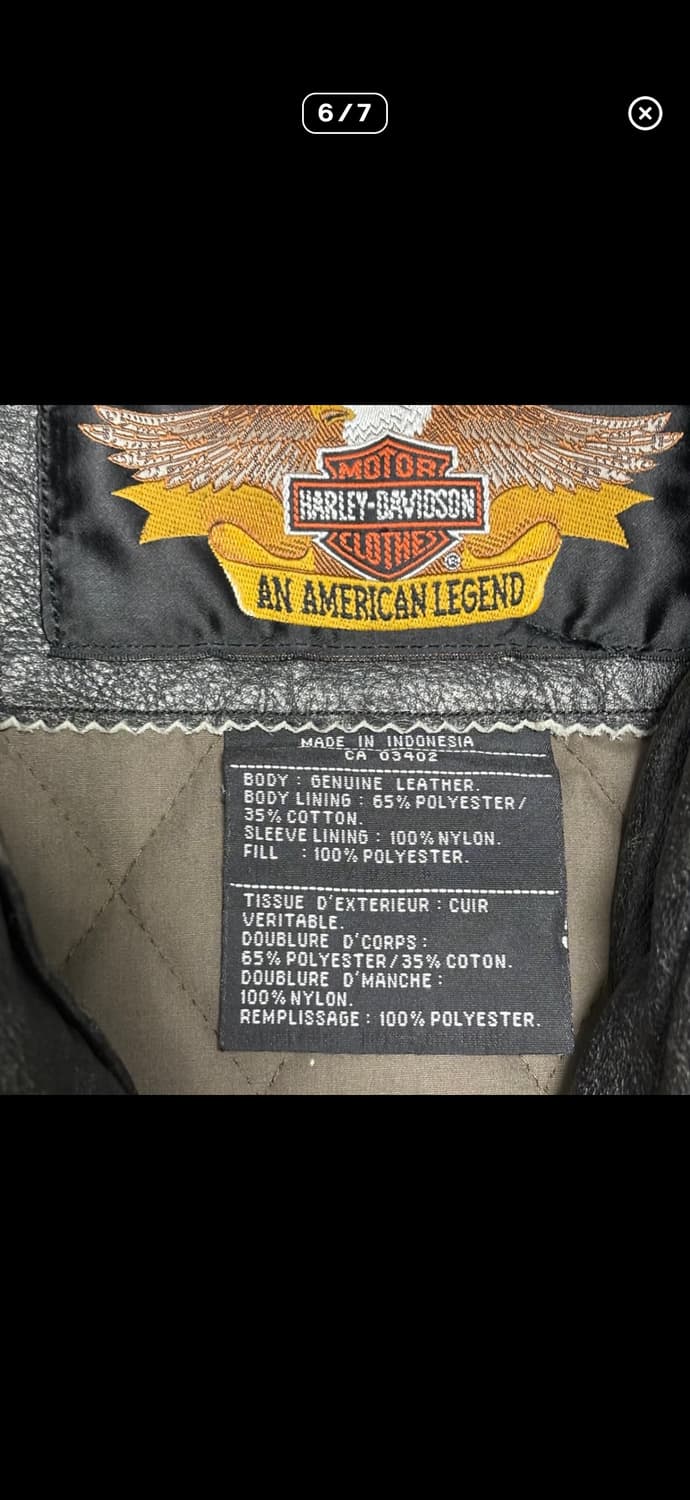 6/7
MOTOR
HARLEY-DAVIDSON
CLOTHES
®
AN AMERICAN LEGEND
MADE IN INDONESIA
CA 03402
BODY : GENUINE LEATHER.
BODY LINING : 65% POLYESTER/
35% COTTON.
SLEEVE LINING : 100% NYLON.
FILL : 100% POLYESTER.
TISSUE D'EXTERIEUR : CUIR
VERITABLE.
DOUBLURE D'CORPS :
65% POLYESTER/35% COTON.
DOUBLURE D'MANCHE :
100% NYLON.
REMPLISSAGE : 100% POLYESTER.